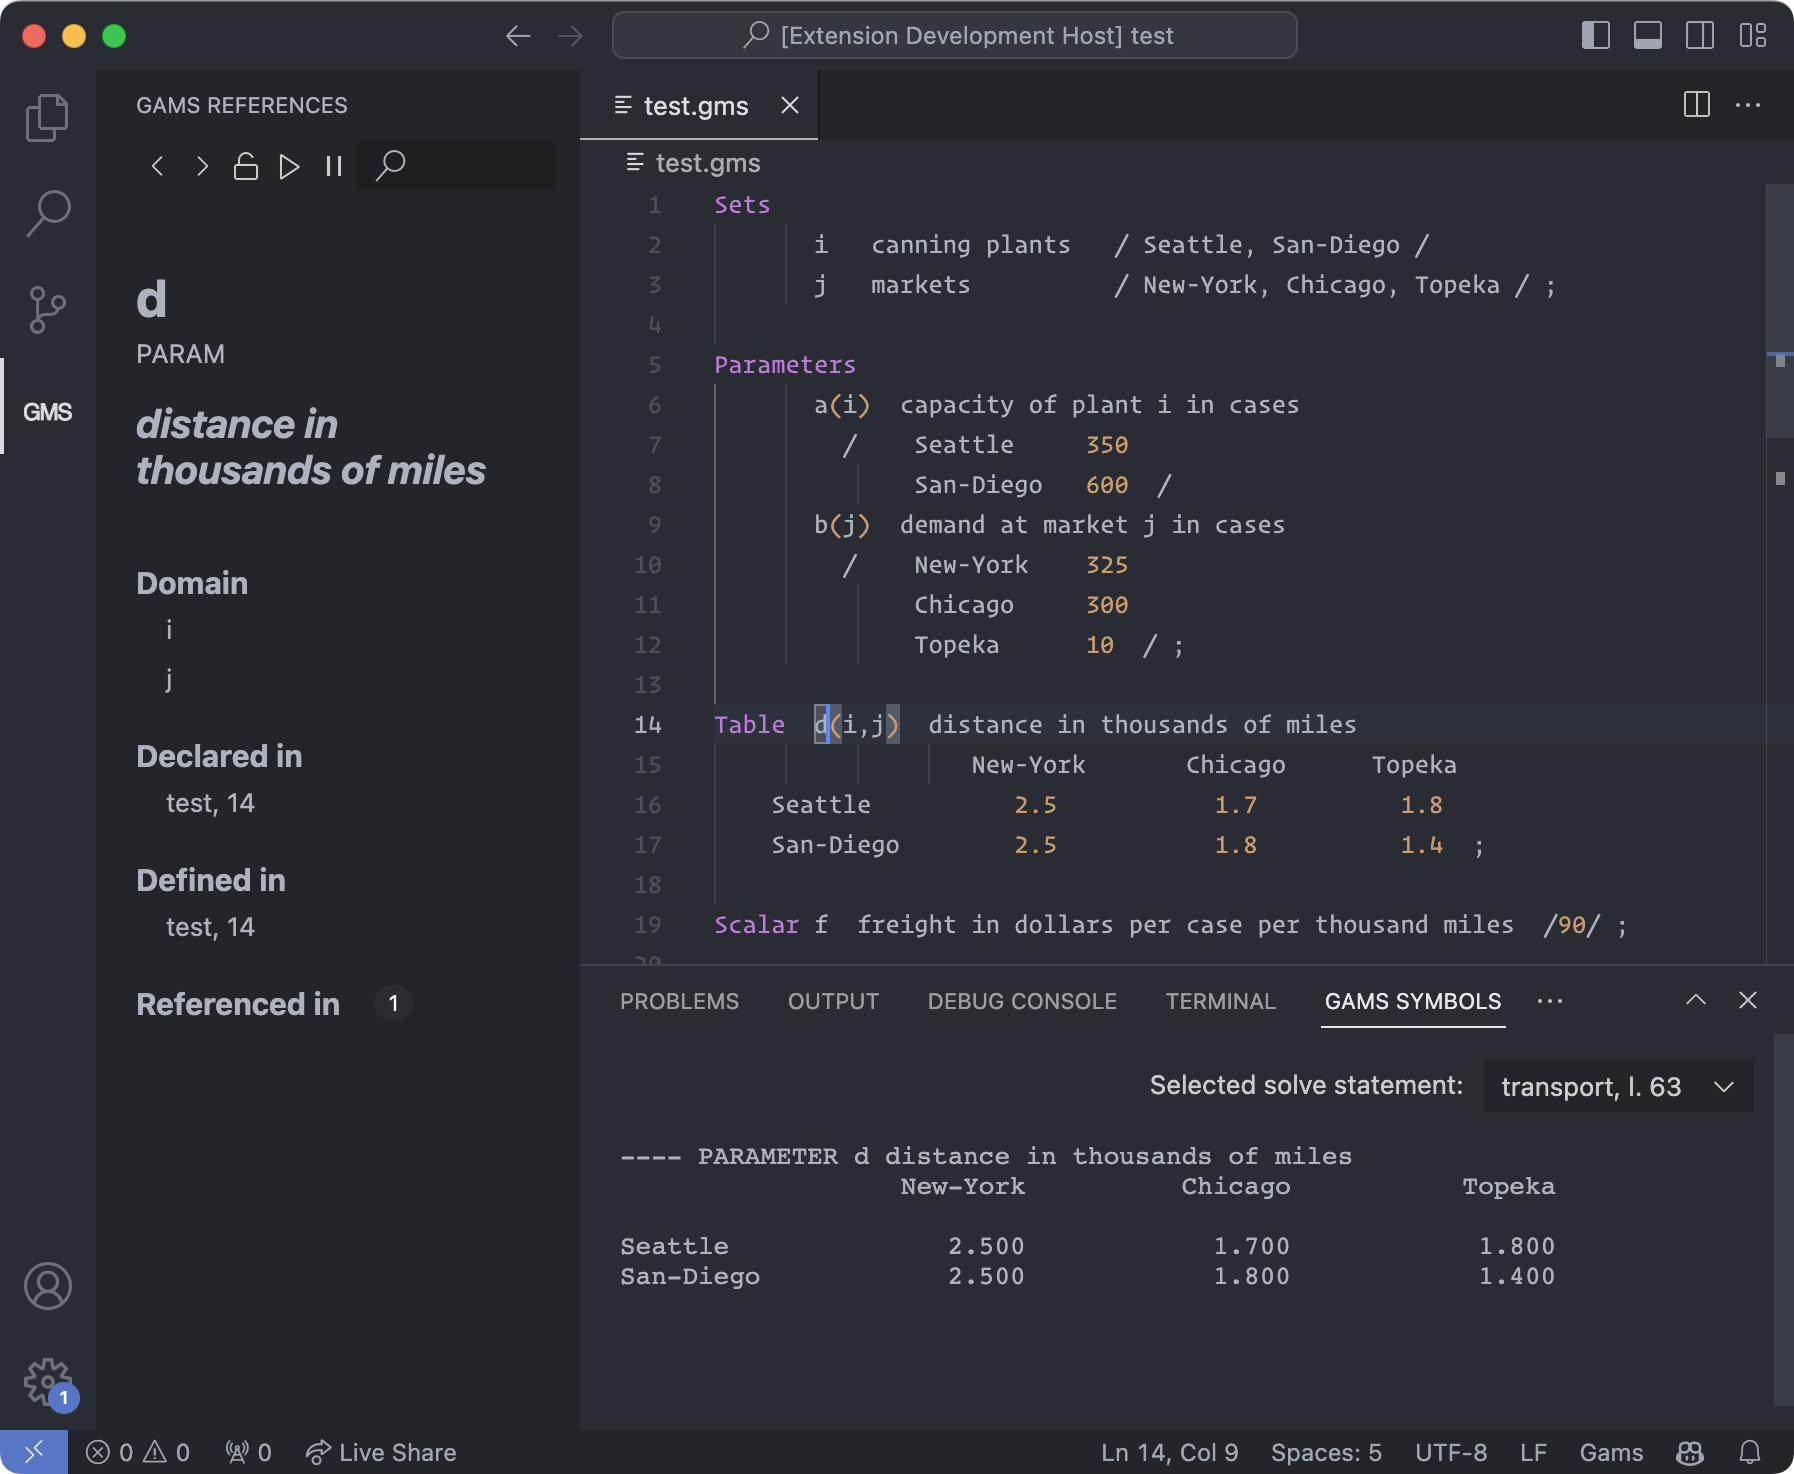 [Extension Development Host] test
GAMS REFERENCES
d
PARAM
distance in
thousands of miles
Domain
i
j
Declared in
test, 14
Defined in
test, 14
Referenced in 1
GMS
1
test.gms
test.gms
1 Sets
2 i canning plants / Seattle, San-Diego /
3 j markets / New-York, Chicago, Topeka / ;
4
5 Parameters
6 a(i) capacity of plant i in cases
7 / Seattle 350
8 San-Diego 600 /
9 b(j) demand at market j in cases
10 / New-York 325
11 Chicago 300
12 Topeka 10 / ;
13
14 Table d(i,j) distance in thousands of miles
15 New-York Chicago Topeka
16 Seattle 2.5 1.7 1.8
17 San-Diego 2.5 1.8 1.4 ;
18
19 Scalar f freight in dollars per case per thousand miles /90/ ;
20
PROBLEMS OUTPUT DEBUG CONSOLE TERMINAL GAMS SYMBOLS
Selected solve statement: transport, l. 63
---- PARAMETER d distance in thousands of miles
New-York Chicago Topeka
Seattle 2.500 1.700 1.800
San-Diego 2.500 1.800 1.400
0 0 0 Live Share Ln 14, Col 9 Spaces: 5 UTF-8 LF Gams